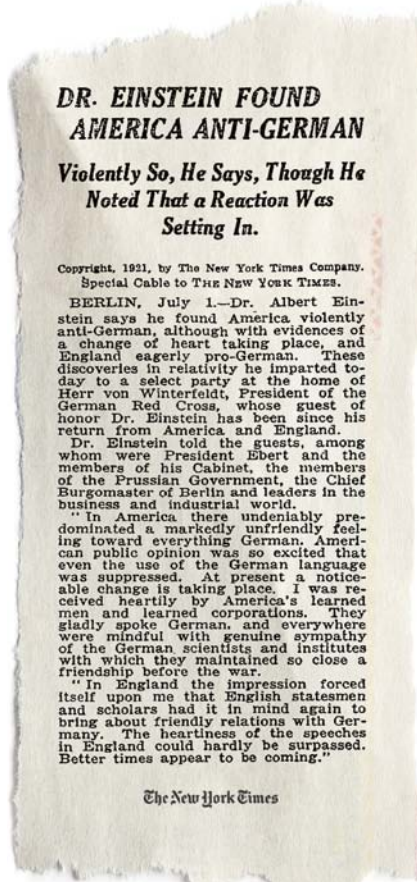 DR. EINSTEIN FOUND
AMERICA ANTI-GERMAN
Violently So, He Says, Though He
Noted That a Reaction Was
Setting In.
Copyright, 1921, by The New York Times Company.
Special Cable to THE NEW YORK TIMES.
BERLIN, July 1.—Dr. Albert Ein-
stein says he found America violently
anti-German, although with evidences of
a change of heart taking place, and
England eagerly pro-German. These
discoveries in relativity he imparted to-
day to a select party at the home of
Herr von Winterfeldt, President of the
German Red Cross, whose guest of
honor Dr. Einstein has been since his
return from America and England.
Dr. Einstein told the guests, among
whom were President Ebert and the
members of his Cabinet, the members
of the Prussian Government, the Chief
Burgomaster of Berlin and leaders in the
business and industrial world.
"In America there undeniably pre-
dominated a markedly unfriendly feel-
ing toward everything German. Ameri-
can public opinion was so excited that
even the use of the German language
was suppressed. At present a notice-
able change is taking place. I was re-
ceived heartily by America's learned
men and learned corporations. They
gladly spoke German, and everywhere
were mindful with genuine sympathy
of the German scientists and institutes
with which they maintained so close a
friendship before the war.
"In England the impression forced
itself upon me that English statesmen
and scholars had it in mind again to
bring about friendly relations with Ger-
many. The heartiness of the speeches
in England could hardly be surpassed.
Better times appear to be coming."
The New York Times